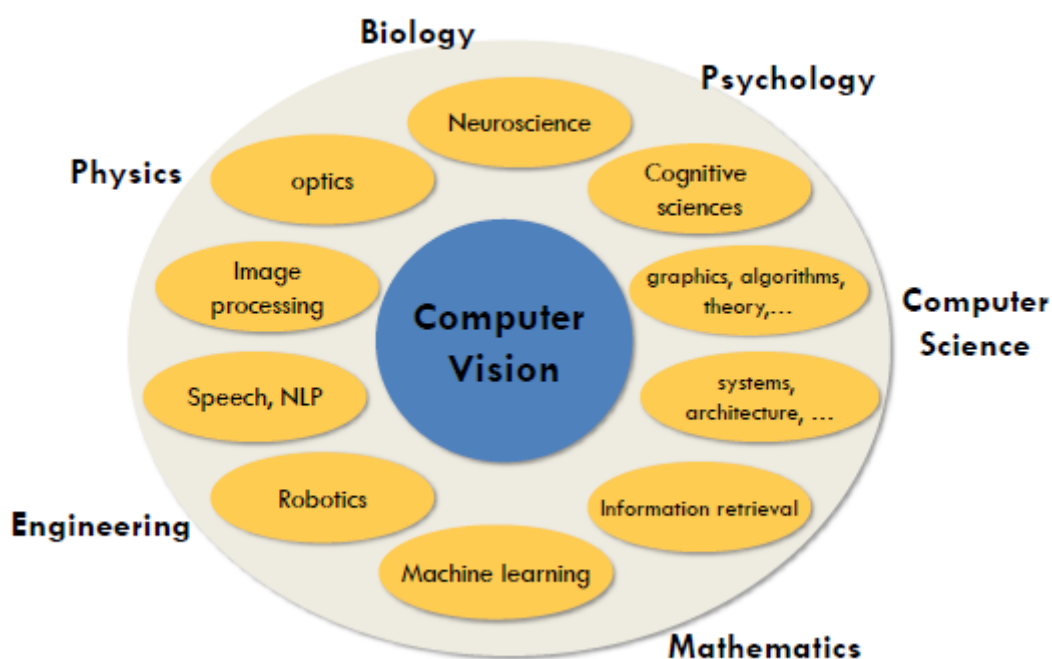 Biology
Psychology
Neuroscience
Physics
optics
Cognitive
sciences
Image
processing
graphics, algorithms,
theory,...
Computer
Vision
Computer
Science
Speech, NLP
systems,
architecture, ...
Robotics
Information retrieval
Engineering
Machine learning
Mathematics